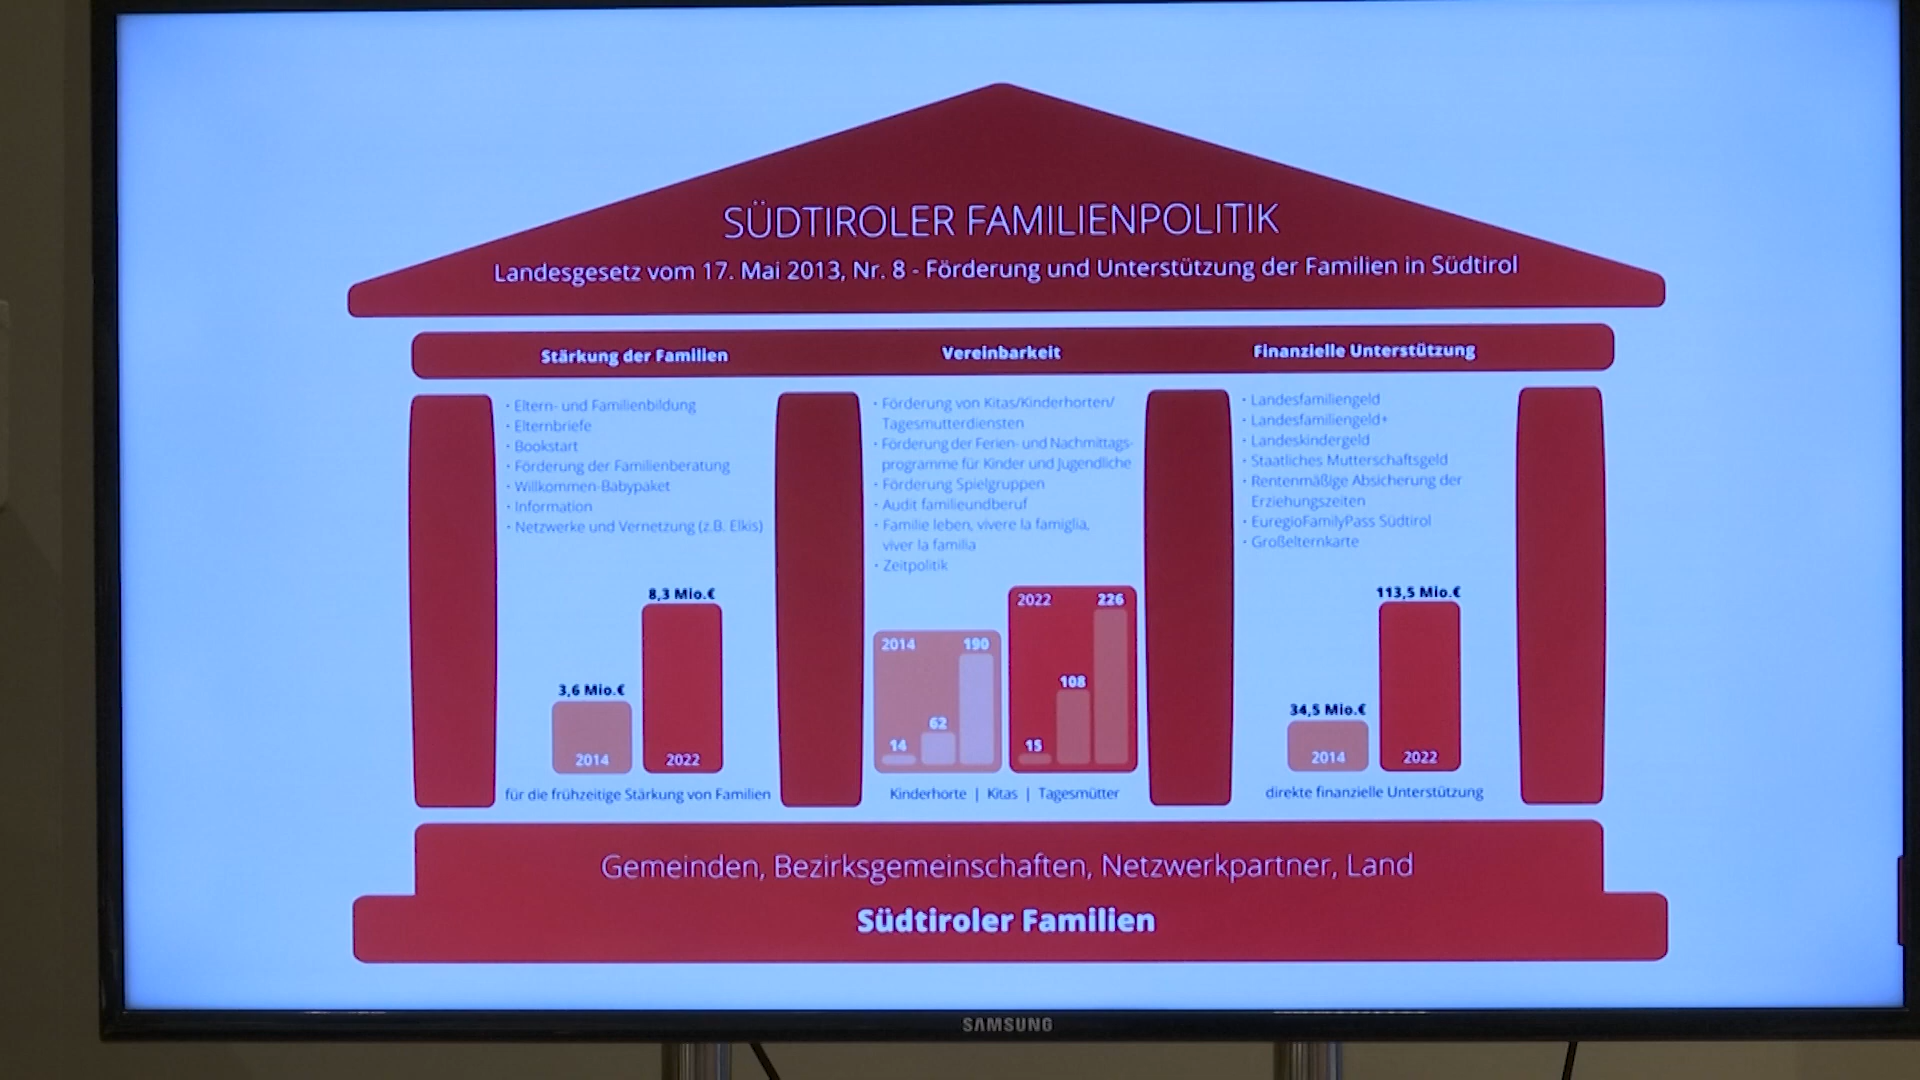 SÜDTIROLER FAMILIENPOLITIK
Landesgesetz vom 17. Mai 2013, Nr. 8 - Förderung und Unterstützung der Familien in Südtirol
Stärkung der Familien
· Eltern- und Familienbildung
· Elternbriefe
· Bookstart
· Förderung der Familienberatung
· Willkommen-Babypaket
· Information
· Netzwerke und Vernetzung (z.B. Elkis)
3,6 Mio.€
2014
8,3 Mio.€
2022
für die frühzeitige Stärkung von Familien
Vereinbarkeit
· Förderung von Kitas/Kinderhorten/
Tagesmutterdiensten
· Förderung der Ferien- und Nachmittags-
programme für Kinder und Jugendliche
· Förderung Spielgruppen
· Audit familieundberuf
· Familie leben, vivere la famiglia,
viver la familia
· Zeitpolitik
2014
14
62
190
2022
15
108
226
Kinderhorte | Kitas | Tagesmütter
Finanzielle Unterstützung
· Landesfamiliengeld
· Landesfamiliengeld+
· Landeskindergeld
· Staatliches Mutterschaftsgeld
· Rentenmäßige Absicherung der
Erziehungszeiten
· EuregioFamilyPass Südtirol
· Großelternkarte
34,5 Mio.€
2014
113,5 Mio.€
2022
direkte finanzielle Unterstützung
Gemeinden, Bezirksgemeinschaften, Netzwerkpartner, Land
Südtiroler Familien
SAMSUNG